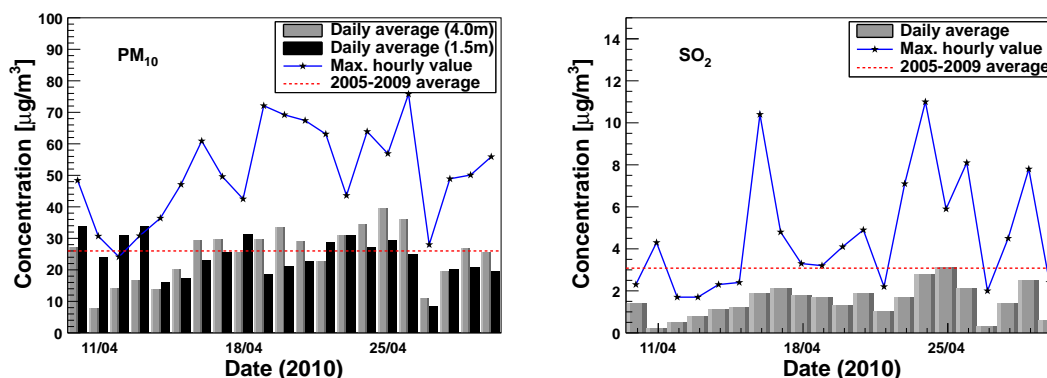 Concentration [μg/m³]
100
90
80
70
60
50
40
30
20
10
0
PM₁₀
Daily average (4.0m)
Daily average (1.5m)
Max. hourly value
2005-2009 average
11/04
18/04
25/04
Date (2010)
Concentration [μg/m³]
14
12
10
8
6
4
2
0
SO₂
Daily average
Max. hourly value
2005-2009 average
11/04
18/04
25/04
Date (2010)